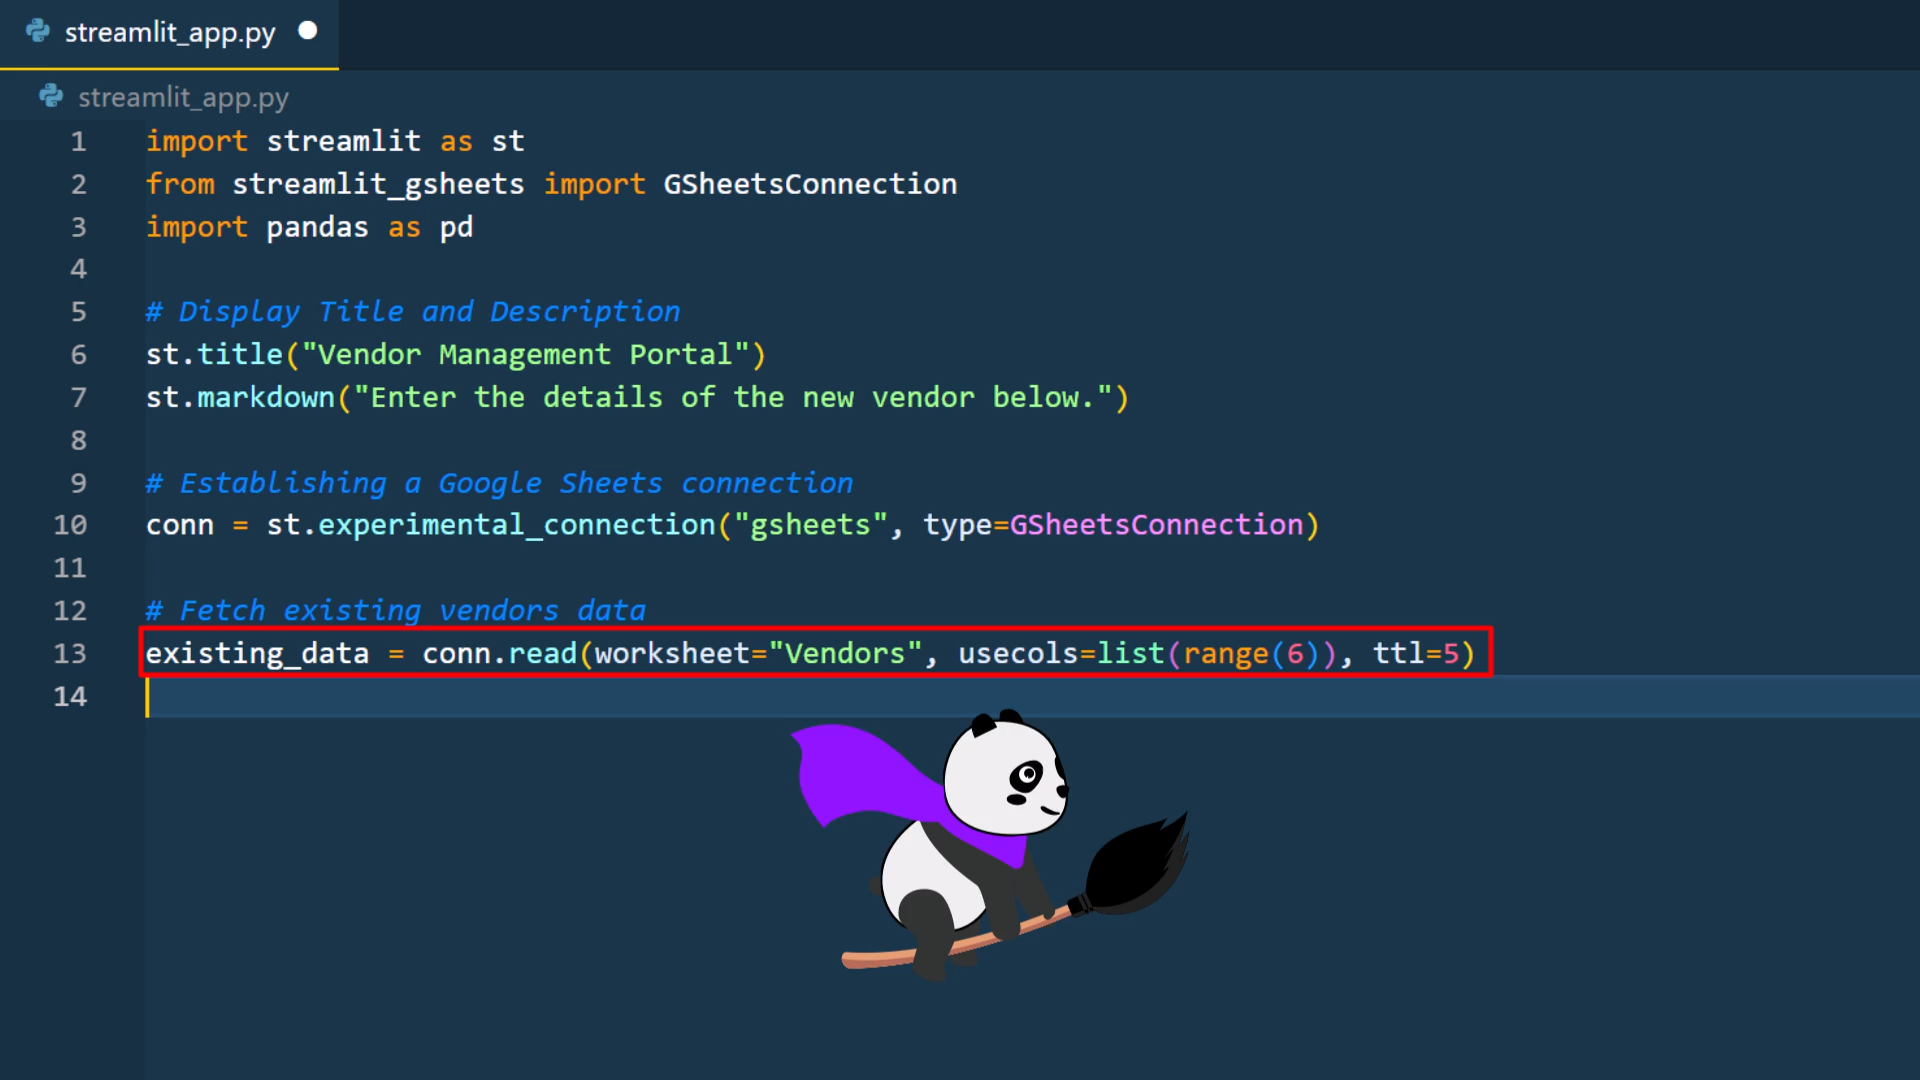 streamlit_app.py
streamlit_app.py
1 import streamlit as st
2 from streamlit_gsheets import GSheetsConnection
3 import pandas as pd
4
5 # Display Title and Description
6 st.title("Vendor Management Portal")
7 st.markdown("Enter the details of the new vendor below.")
8
9 # Establishing a Google Sheets connection
10 conn = st.experimental_connection("gsheets", type=GSheetsConnection)
11
12 # Fetch existing vendors data
13 existing_data = conn.read(worksheet="Vendors", usecols=list(range(6)), ttl=5)
14